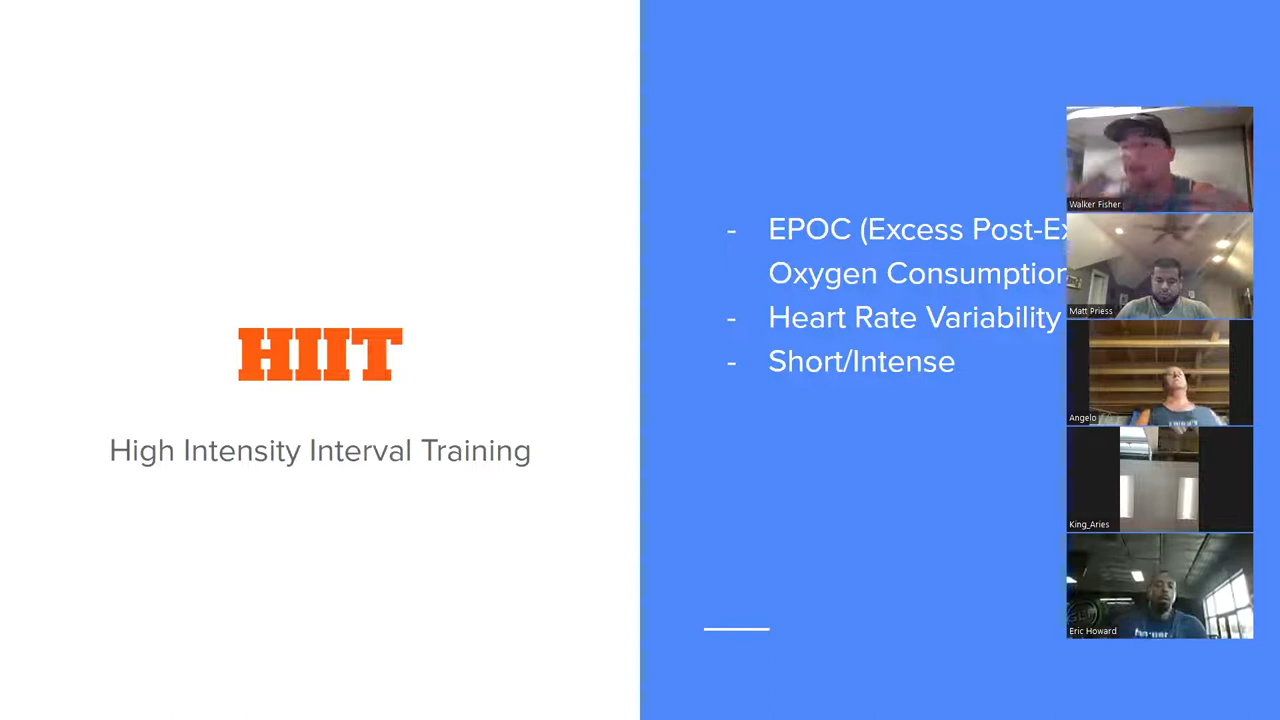 HIIT
High Intensity Interval Training
- EPOC (Excess Post-Ex
Oxygen Consumption
- Heart Rate Variability
- Short/Intense
Walker Fisher
Matt Priess
Angelo
King_Aries
Eric Howard